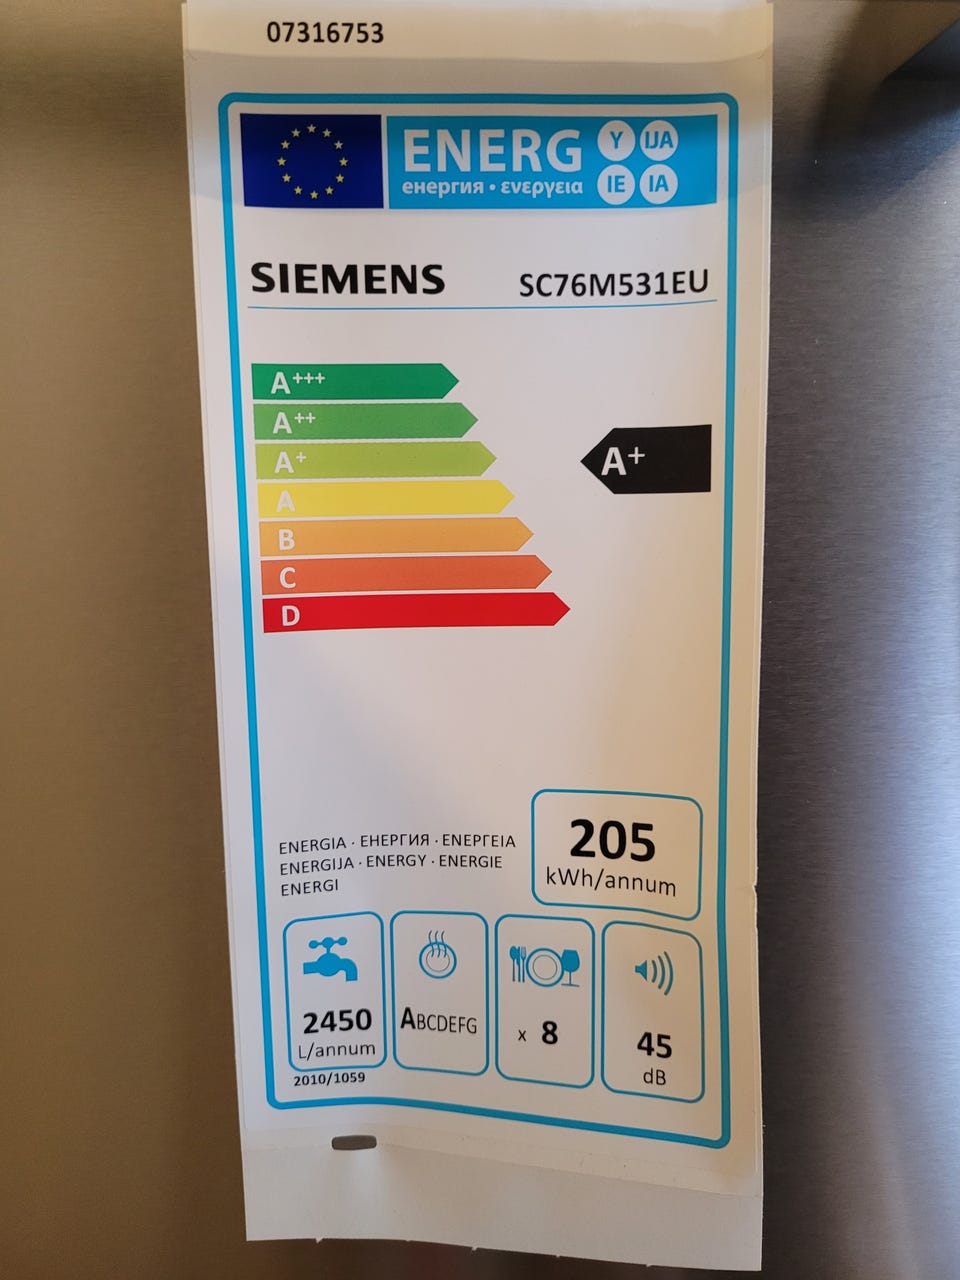 07316753
ENERG Y IJA
енергия · ενεργεια IE IA
SIEMENS SC76M531EU
A+++
A++
A+ A+
A
B
C
D
ENERGIA · ЕНЕРГИЯ · ΕΝΕΡΓΕΙΑ
ENERGIJA · ENERGY · ENERGIE
ENERGI
205
kWh/annum
2450
L/annum
ABCDEFG
x 8
45
dB
2010/1059